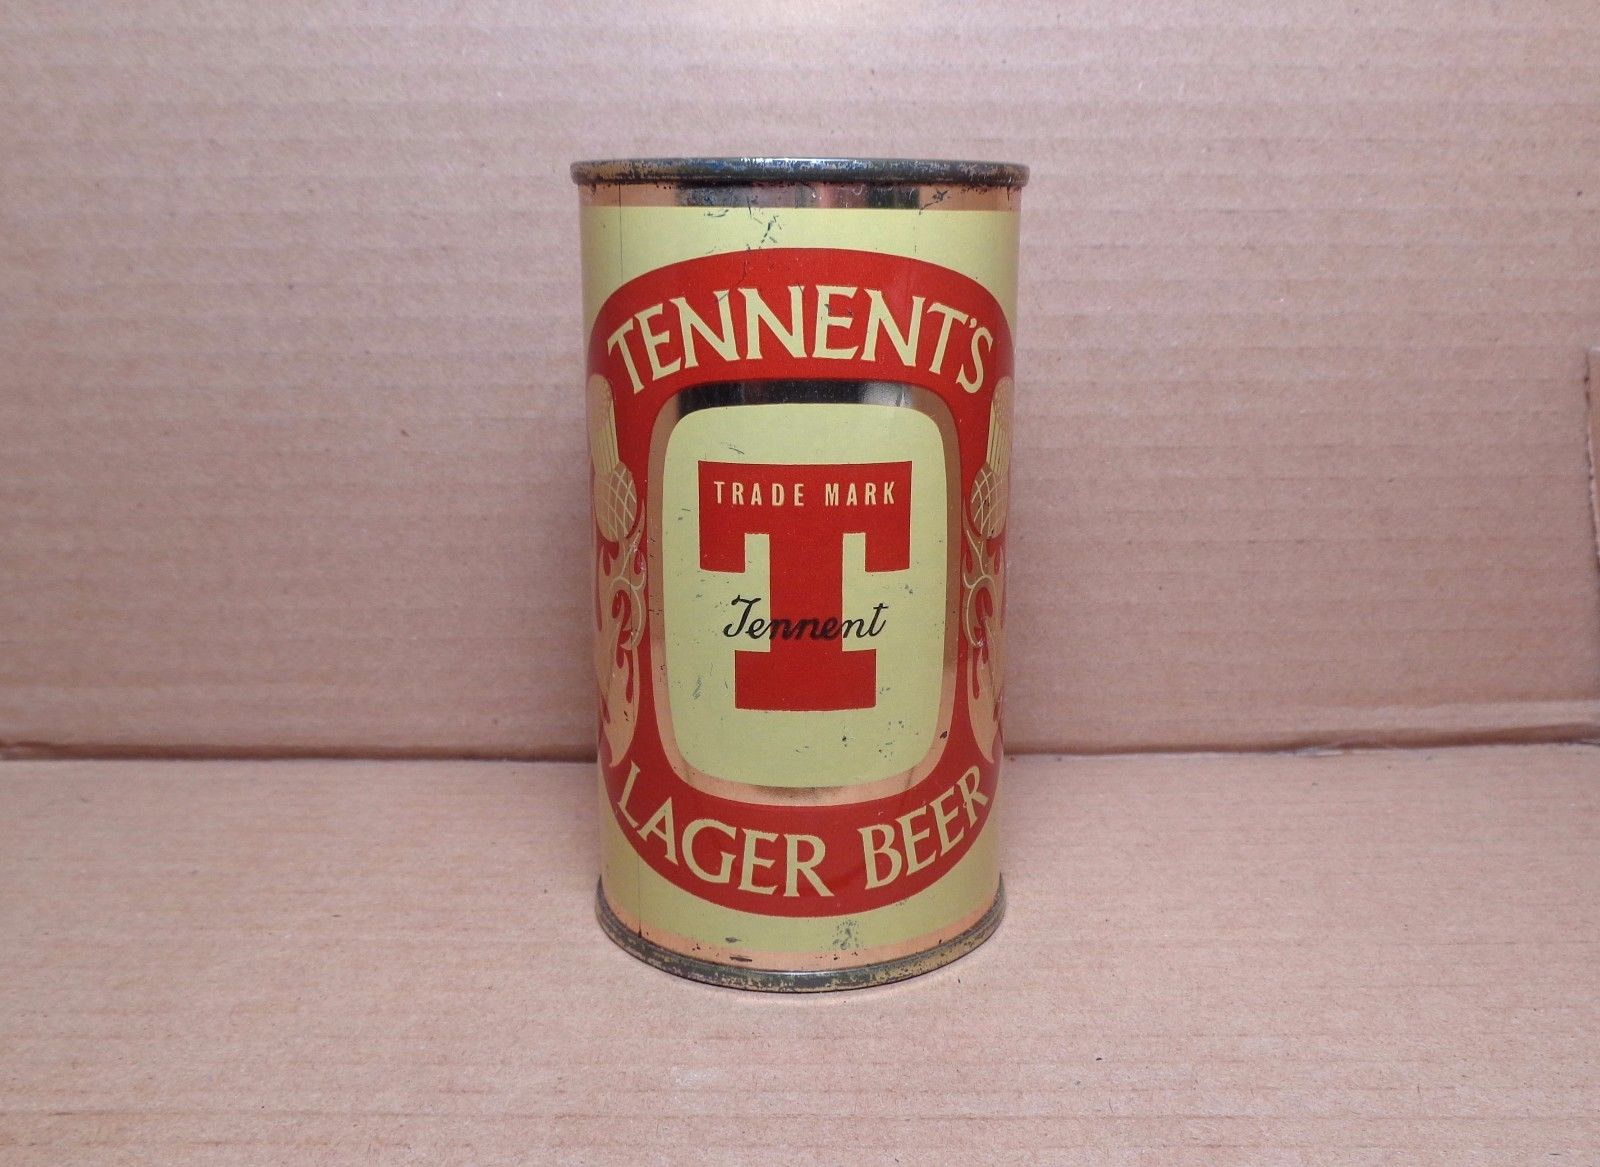 TENNENT'S
TRADE MARK
T
Tennent
LAGER BEER